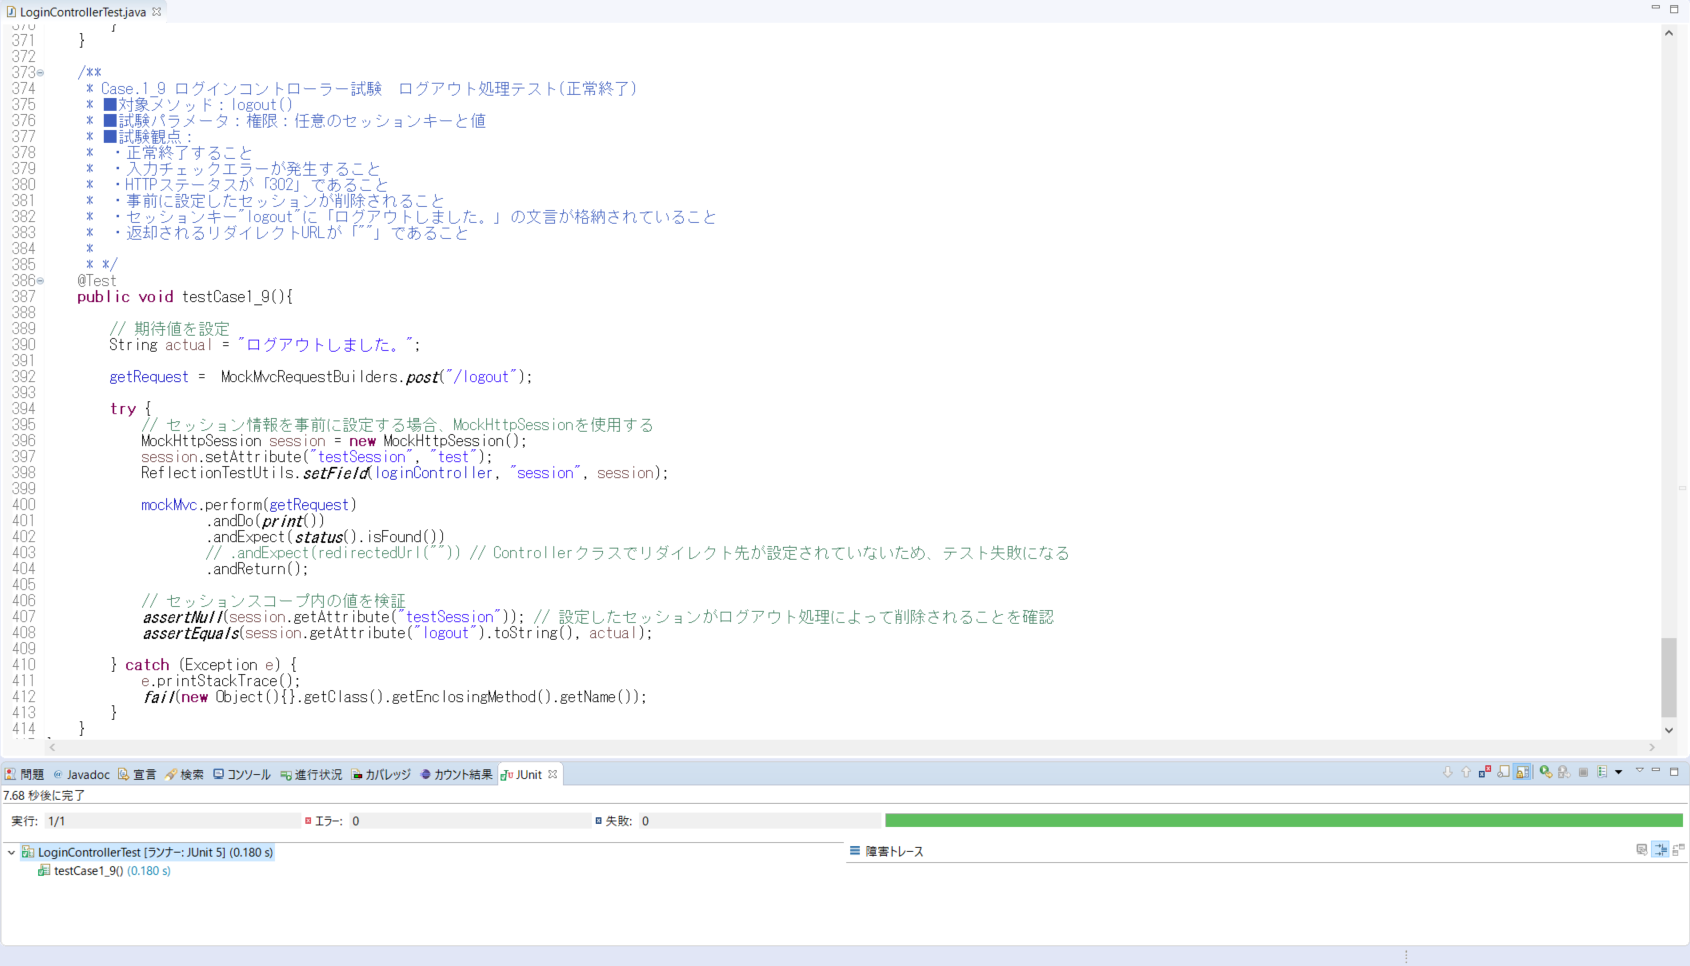 LoginControllerTest.java
370 }
371 }
372
373 /**
374 * Case.1_9 ログインコントローラー試験　ログアウト処理テスト(正常終了)
375 * ■対象メソッド：logout()
376 * ■試験パラメータ：権限：任意のセッションキーと値
377 * ■試験観点：
378 * ・正常終了すること
379 * ・入力チェックエラーが発生すること
380 * ・HTTPステータスが「302」であること
381 * ・事前に設定したセッションが削除されること
382 * ・セッションキー"logout"に「ログアウトしました。」の文言が格納されていること
383 * ・返却されるリダイレクトURLが「""」であること
384 *
385 * */
386 @Test
387 public void testCase1_9(){
388
389 // 期待値を設定
390 String actual = "ログアウトしました。";
391
392 getRequest =  MockMvcRequestBuilders.post("/logout");
393
394 try {
395 // セッション情報を事前に設定する場合、MockHttpSessionを使用する
396 MockHttpSession session = new MockHttpSession();
397 session.setAttribute("testSession", "test");
398 ReflectionTestUtils.setField(loginController, "session", session);
399
400 mockMvc.perform(getRequest)
401 .andDo(print())
402 .andExpect(status().isFound())
403 // .andExpect(redirectedUrl("")) // Controllerクラスでリダイレクト先が設定されていないため、テスト失敗になる
404 .andReturn();
405
406 // セッションスコープ内の値を検証
407 assertNull(session.getAttribute("testSession")); // 設定したセッションがログアウト処理によって削除されることを確認
408 assertEquals(session.getAttribute("logout").toString(), actual);
409
410 } catch (Exception e) {
411 e.printStackTrace();
412 fail(new Object(){}.getClass().getEnclosingMethod().getName());
413 }
414 }
問題 @ Javadoc 宣言 検索 コンソール 進行状況 カバレッジ カウント結果 JUnit
7.68 秒後に完了
実行: 1/1 エラー: 0 失敗: 0
LoginControllerTest [ランナー: JUnit 5] (0.180 s)
障害トレース
testCase1_9() (0.180 s)